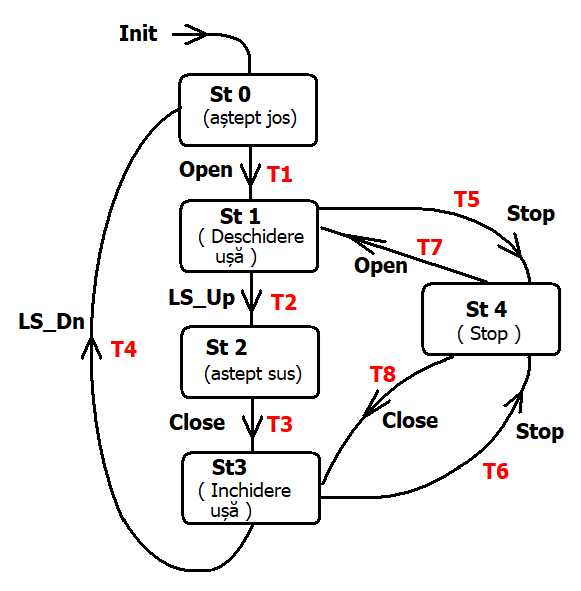 Init
St 0
(aștept jos)
Open
T1
St 1
( Deschidere
ușă )
T5
Stop
T7
Open
LS_Up
T2
St 4
( Stop )
LS_Dn
T4
St 2
(astept sus)
T8
Close
T3
Close
Stop
St3
( Inchidere
ușă )
T6